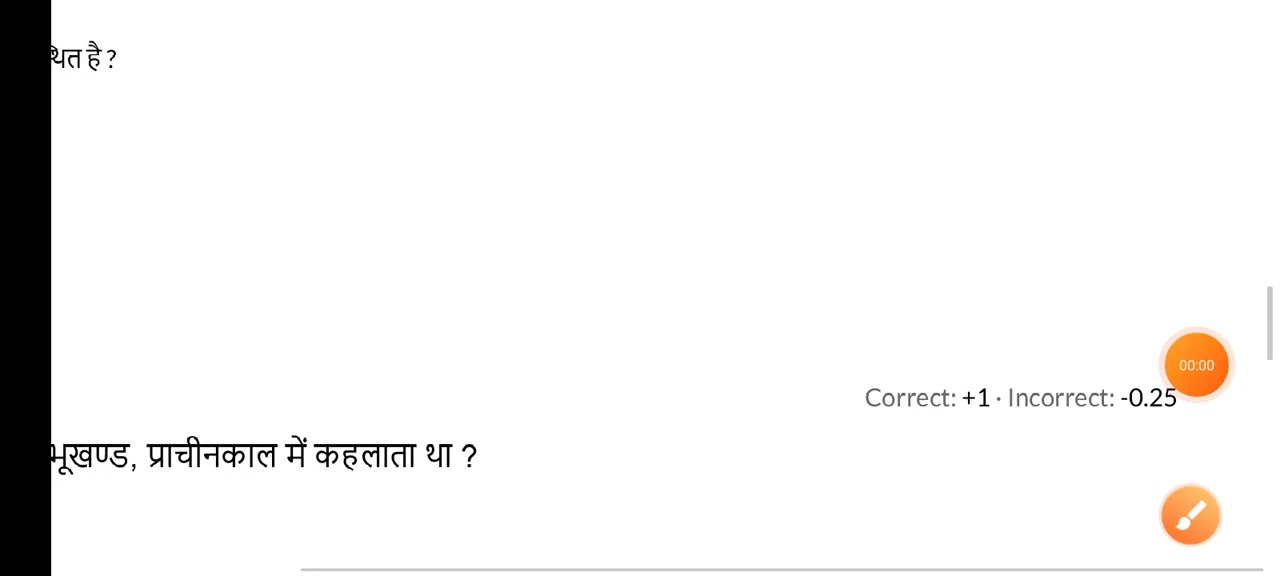 है ?
00:00
Correct: +1 · Incorrect: -0.25
भूखण्ड, प्राचीनकाल में कहलाता था ?